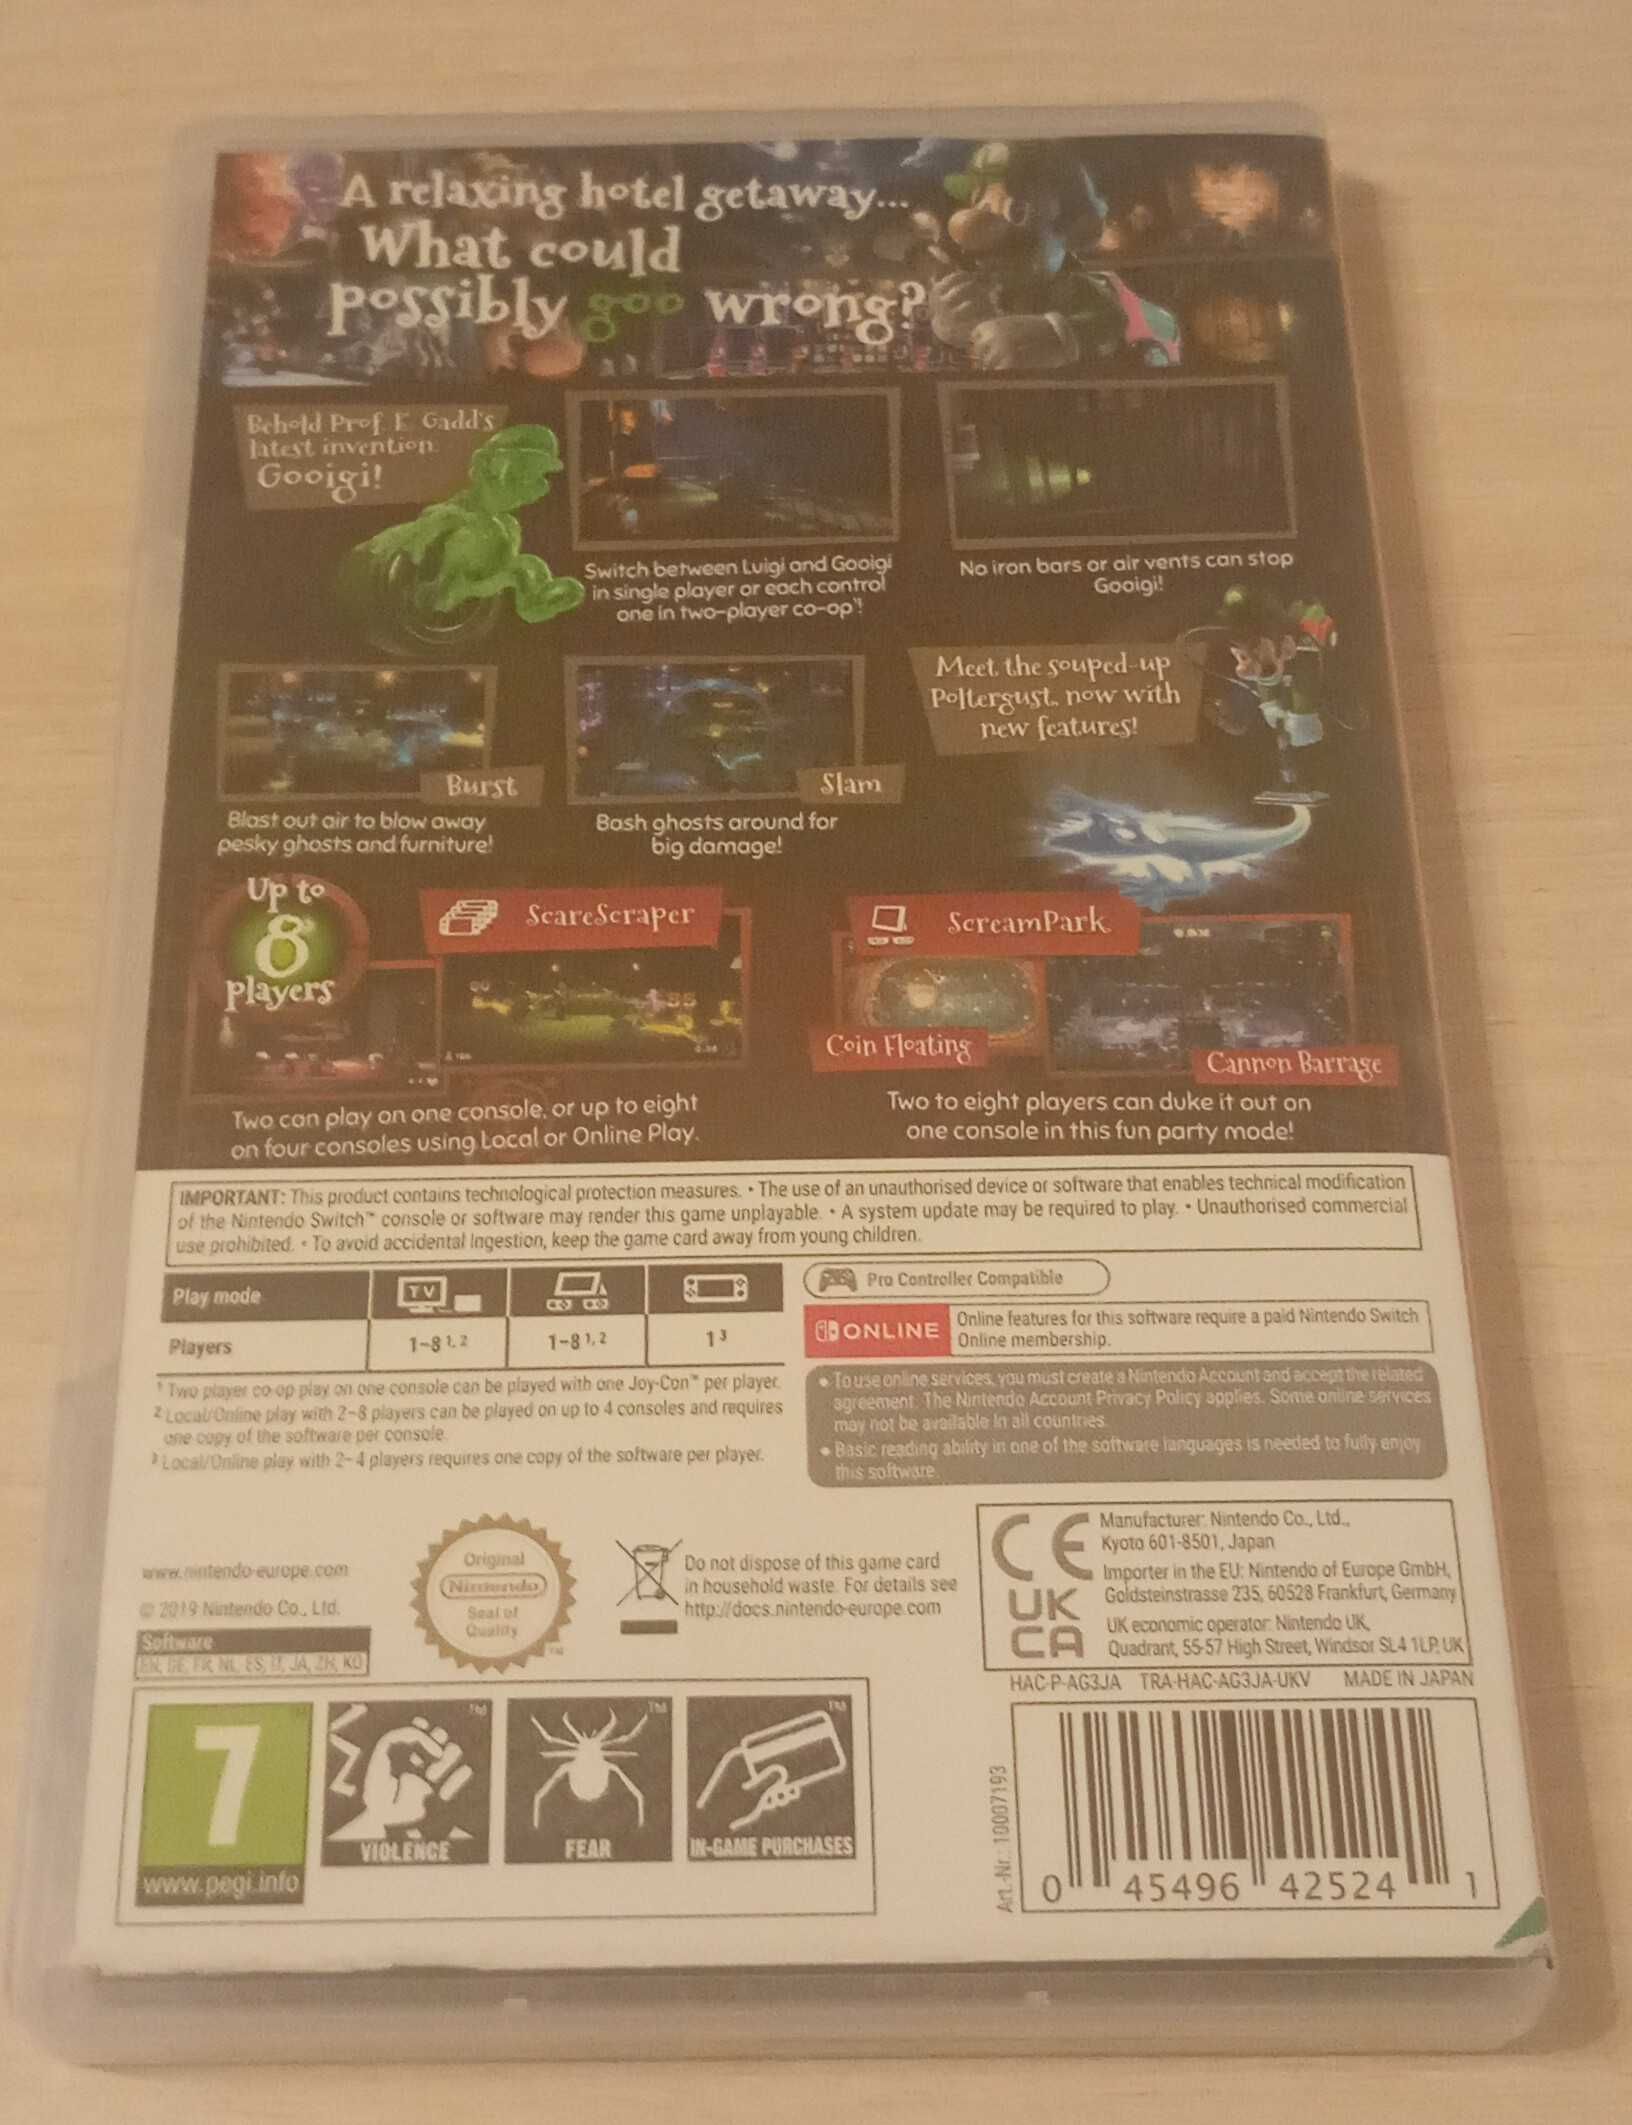 A relaxing hotel getaway...
What could
possibly goo wrong?
Behold Prof. E. Gadd's
latest invention:
Gooigi!
Switch between Luigi and Gooigi
in single player or each control
one in two-player co-op¹!
No iron bars or air vents can stop
Gooigi!
Meet the souped-up
Poltergust, now with
new features!
Burst
Slam
Blast out air to blow away
pesky ghosts and furniture!
Bash ghosts around for
big damage!
Up to
8
players
ScareScraper
ScreamPark
Coin Floating
Cannon Barrage
Two can play on one console, or up to eight
on four consoles using Local or Online Play.
Two to eight players can duke it out on
one console in this fun party mode!
IMPORTANT: This product contains technological protection measures. • The use of an unauthorised device or software that enables technical modification
of the Nintendo Switch™ console or software may render this game unplayable. • A system update may be required to play. • Unauthorised commercial
use prohibited. • To avoid accidental ingestion, keep the game card away from young children.
Play mode TV
Players 1-8 1, 2 1-8 1, 2 1 3
¹ Two player co-op play on one console can be played with one Joy-Con™ per player.
² Local/Online play with 2-8 players can be played on up to 4 consoles and requires
one copy of the software per console.
³ Local/Online play with 2-4 players requires one copy of the software per player.
Pro Controller Compatible
ONLINE
Online features for this software require a paid Nintendo Switch
Online membership.
• To use online services, you must create a Nintendo Account and accept the related
agreement. The Nintendo Account Privacy Policy applies. Some online services
may not be available in all countries.
• Basic reading ability in one of the software languages is needed to fully enjoy
this software.
www.nintendo-europe.com
© 2019 Nintendo Co., Ltd.
Software
EN, DE, FR, NL, ES, IT, JA, ZH, KO
Original
Nintendo
Seal of
Quality
TM
Do not dispose of this game card
in household waste. For details see
http://docs.nintendo-europe.com
CE
UK
CA
Manufacturer: Nintendo Co., Ltd.,
Kyoto 601-8501, Japan
Importer in the EU: Nintendo of Europe GmbH,
Goldsteinstrasse 235, 60528 Frankfurt, Germany
UK economic operator: Nintendo UK,
Quadrant, 55-57 High Street, Windsor SL4 1LP, UK
HAC-P-AG3JA TRA-HAC-AG3JA-UKV MADE IN JAPAN
7
www.pegi.info
VIOLENCE
FEAR
IN-GAME PURCHASES
Art.-Nr.: 10007193
0 45496 42524 1